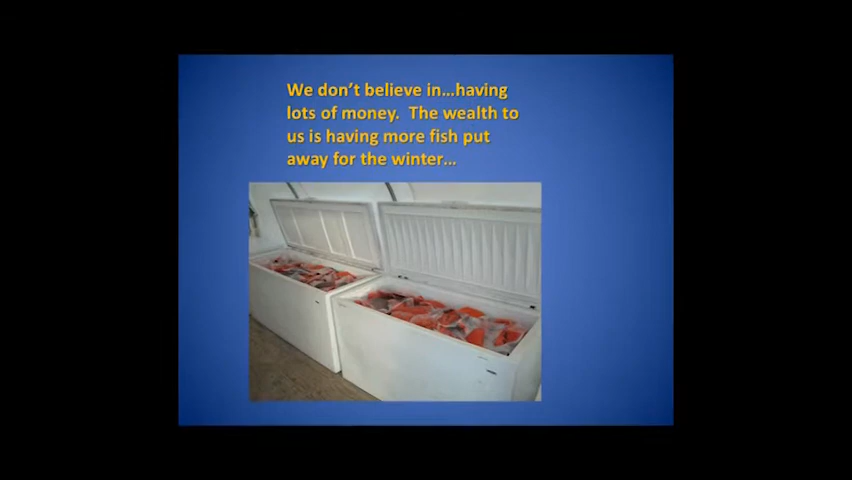 We don't believe in...having
lots of money.  The wealth to
us is having more fish put
away for the winter...